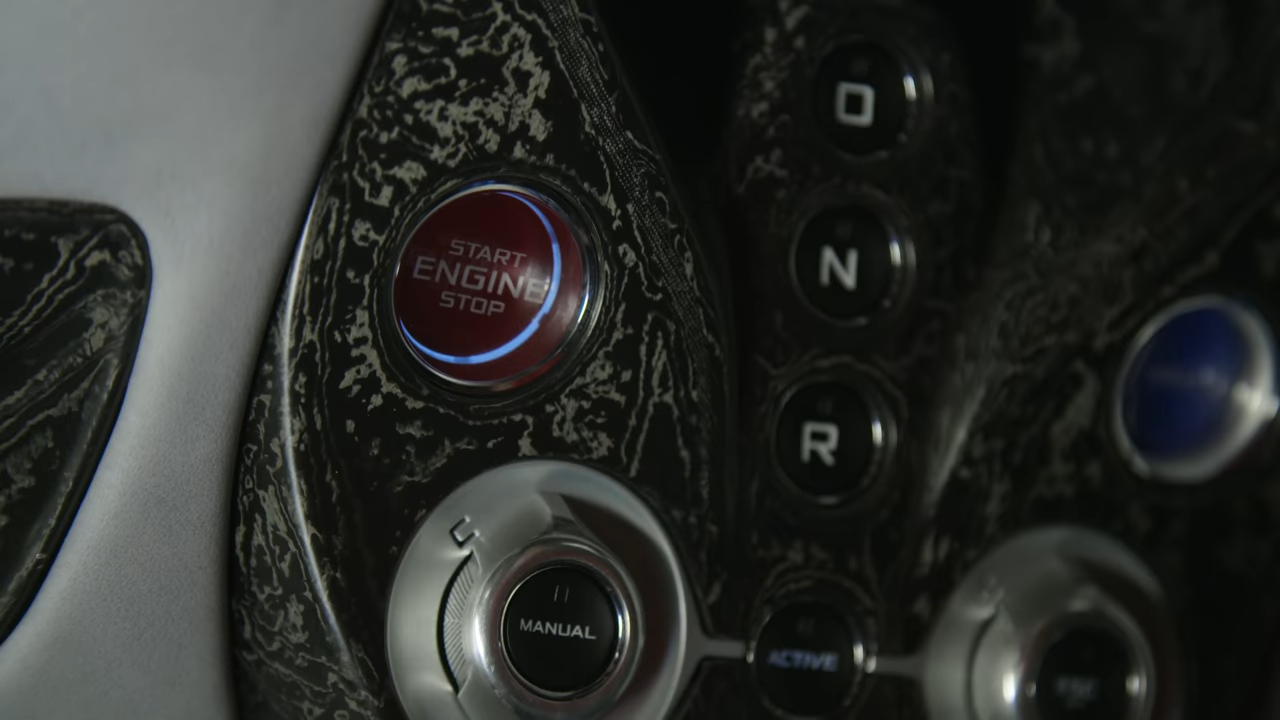 START
ENGINE
STOP
D
N
R
MANUAL
ACTIVE